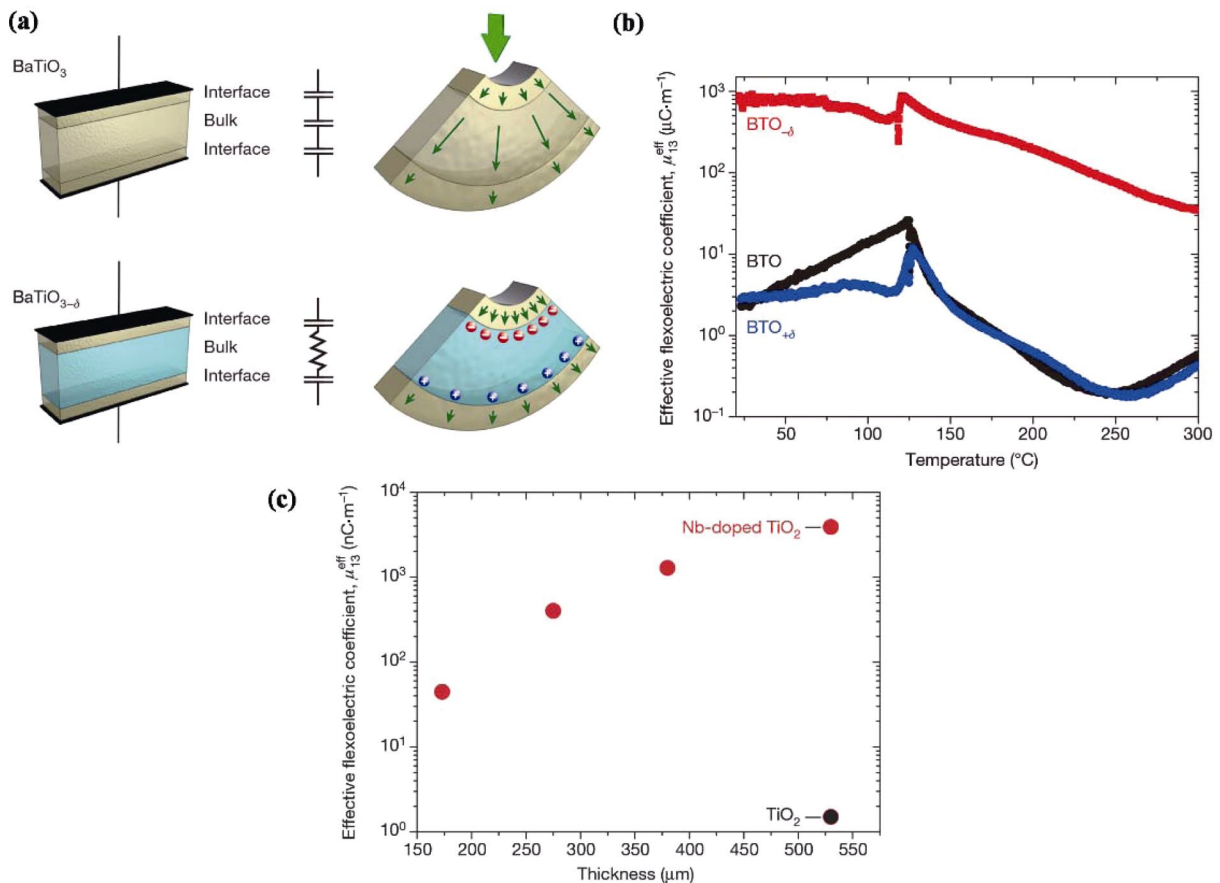 (a)
BaTiO₃
Interface
Bulk
Interface
BaTiO₃₋δ
Interface
Bulk
Interface
(b)
Effective flexoelectric coefficient, μ₁₃ᵉᶠᶠ (μC·m⁻¹)
10³
10²
10¹
10⁰
10⁻¹
BTO₋δ
BTO
BTO₊δ
50 100 150 200 250 300
Temperature (°C)
(c)
Effective flexoelectric coefficient, μ₁₃ᵉᶠᶠ (nC·m⁻¹)
10⁴
10³
10²
10¹
10⁰
Nb-doped TiO₂
TiO₂
150 200 250 300 350 400 450 500 550
Thickness (μm)